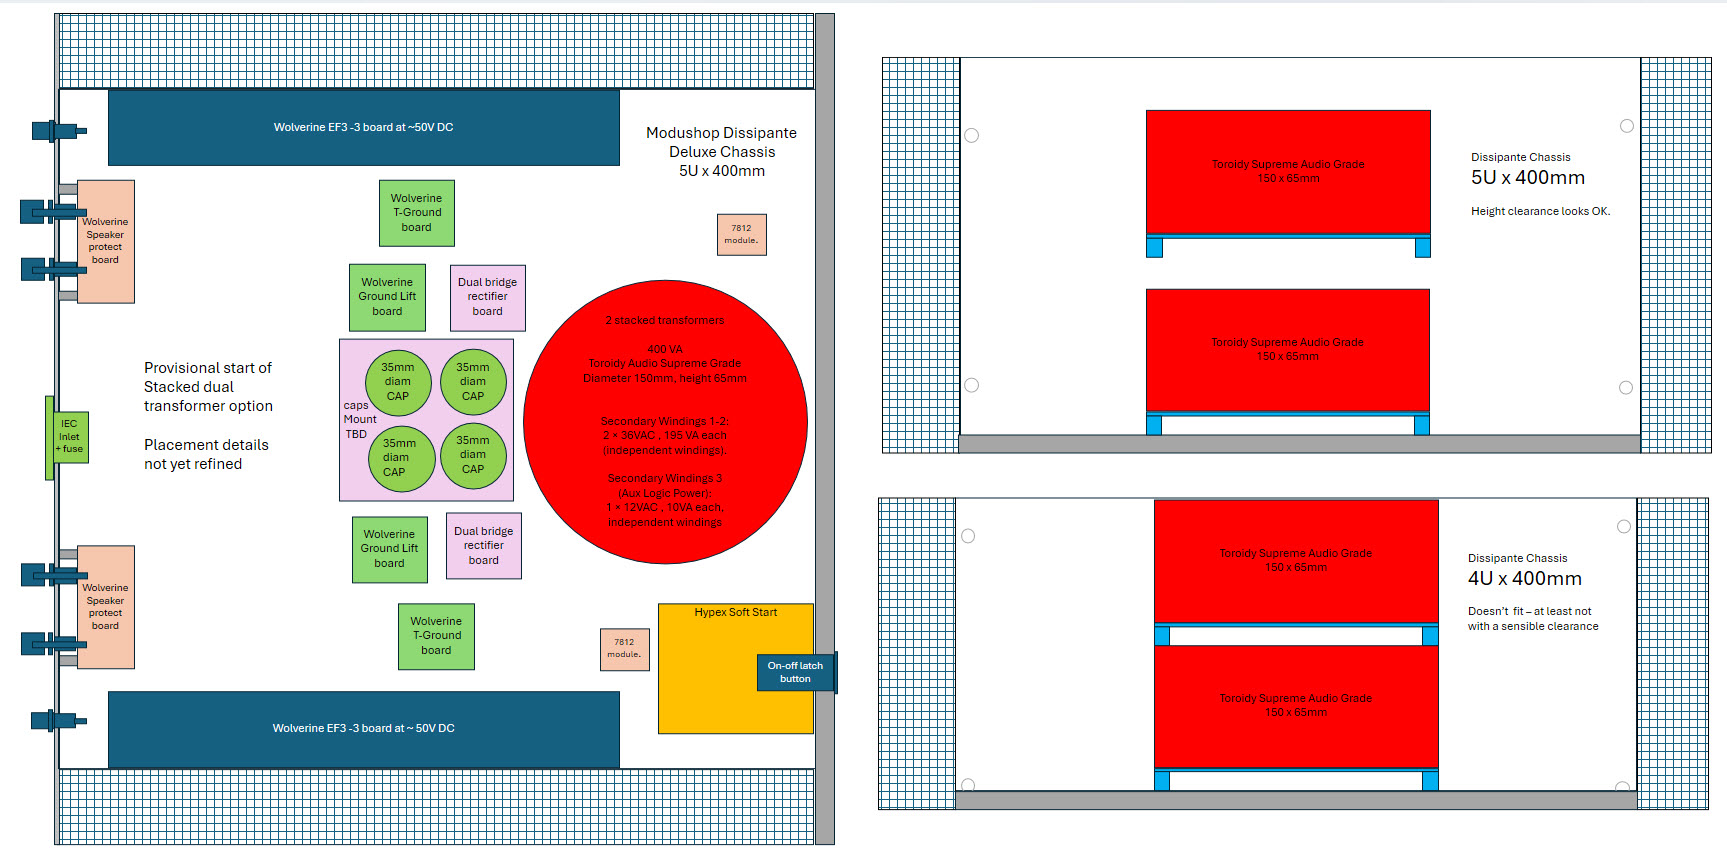 Wolverine EF3 -3 board at ~50V DC
Modushop Dissipante
Deluxe Chassis
5U x 400mm
Wolverine
Speaker
protect
board
Wolverine
T-Ground
board
7812
module.
Wolverine
Ground Lift
board
Dual bridge
rectifier
board
Provisional start of
Stacked dual
transformer option
Placement details
not yet refined
IEC
Inlet
+ fuse
caps
Mount
TBD
35mm
diam
CAP
35mm
diam
CAP
35mm
diam
CAP
35mm
diam
CAP
2 stacked transformers
400 VA
Toroidy Audio Supreme Grade
Diameter 150mm, height 65mm
Secondary Windings 1-2:
2 × 36VAC , 195 VA each
(independent windings).
Secondary Windings 3
(Aux Logic Power):
1 × 12VAC , 10VA each,
independent windings
Wolverine
Ground Lift
board
Dual bridge
rectifier
board
Wolverine
Speaker
protect
board
Wolverine
T-Ground
board
7812
module.
Hypex Soft Start
On-off latch
button
Wolverine EF3 -3 board at ~ 50V DC
Toroidy Supreme Audio Grade
150 x 65mm
Dissipante Chassis
5U x 400mm
Height clearance looks OK.
Toroidy Supreme Audio Grade
150 x 65mm
Toroidy Supreme Audio Grade
150 x 65mm
Dissipante Chassis
4U x 400mm
Doesn't fit – at least not
with a sensible clearance
Toroidy Supreme Audio Grade
150 x 65mm